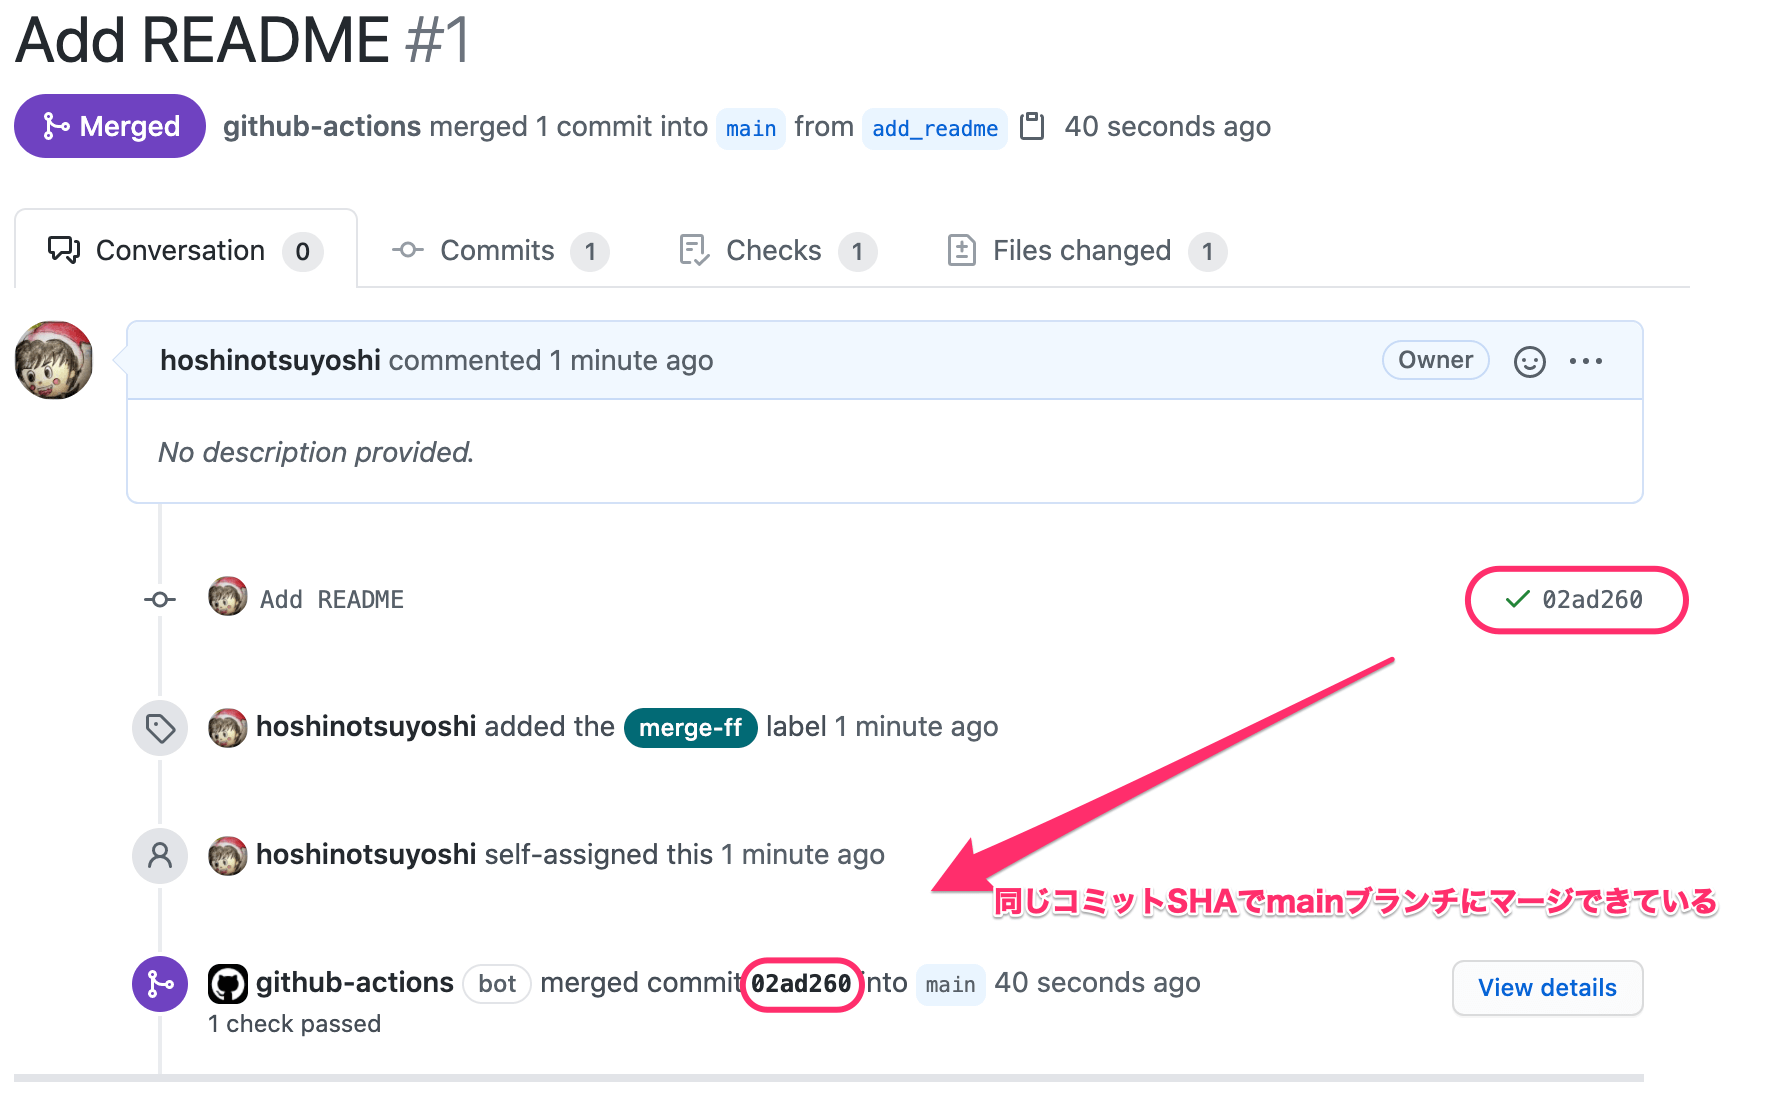 Add README #1
Merged github-actions merged 1 commit into main from add_readme 40 seconds ago
Conversation 0 Commits 1 Checks 1 Files changed 1
hoshinotsuyoshi commented 1 minute ago Owner
No description provided.
Add README 02ad260
hoshinotsuyoshi added the merge-ff label 1 minute ago
hoshinotsuyoshi self-assigned this 1 minute ago
同じコミットSHAでmainブランチにマージできている
github-actions bot merged commit 02ad260 into main 40 seconds ago View details
1 check passed